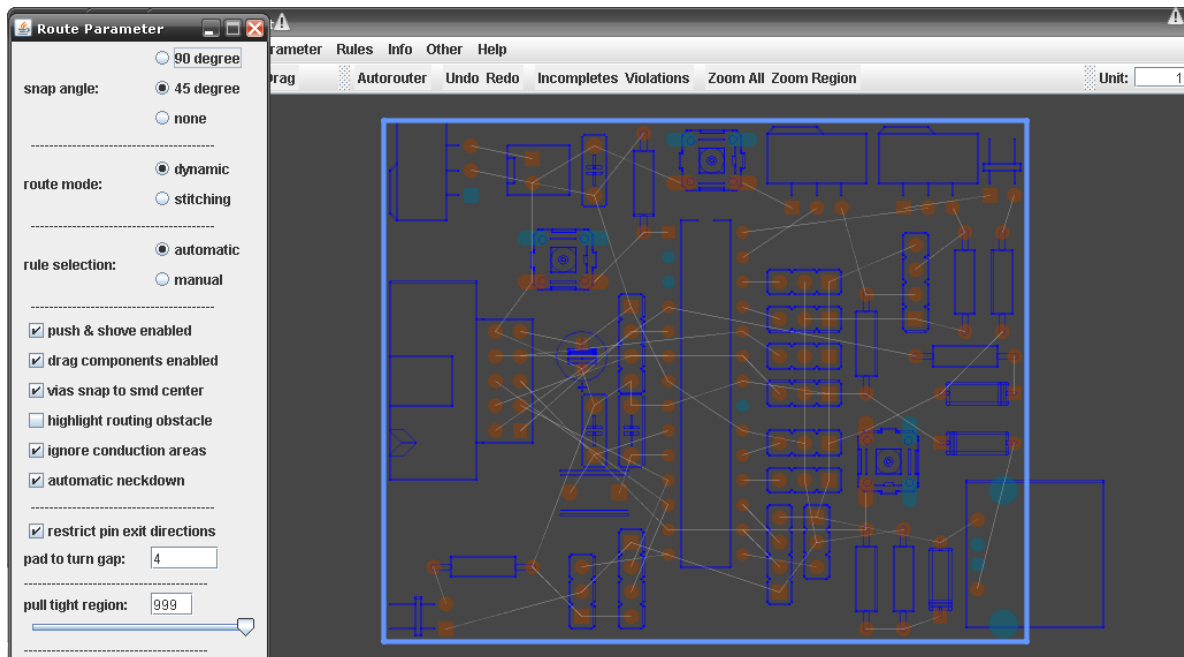 Route Parameter
90 degree
snap angle:
45 degree
none
route mode:
dynamic
stitching
rule selection:
automatic
manual
push & shove enabled
drag components enabled
vias snap to smd center
highlight routing obstacle
ignore conduction areas
automatic neckdown
restrict pin exit directions
pad to turn gap: 4
pull tight region: 999
rameter Rules Info Other Help
Drag Autorouter Undo Redo Incompletes Violations Zoom All Zoom Region Unit: 1